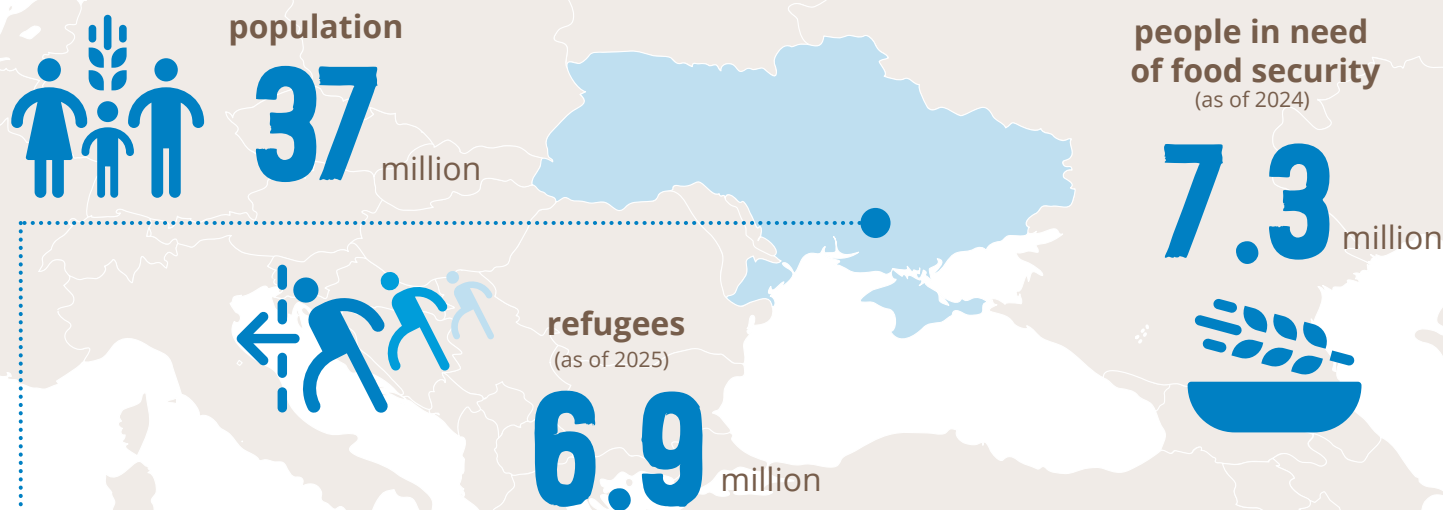 population
37 million
people in need
of food security
(as of 2024)
7.3 million
refugees
(as of 2025)
6.9 million